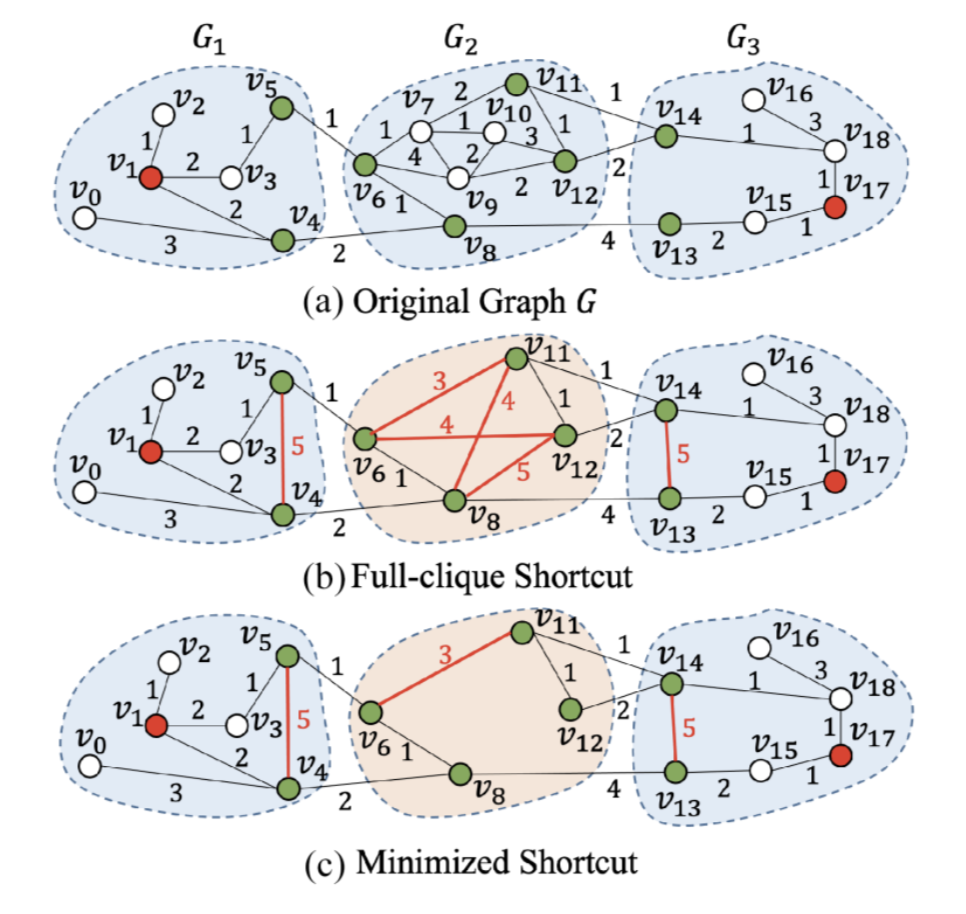 G₁ G₂ G₃
v₅ v₁₁ v₁₆
v₂ 1 v₇ 2 v₁₀ 1 v₁₄ 3 v₁₈
1 1 1 1 3 1 1
v₁ 2 v₃ 4 2 v₁₂ 2 1 v₁₇
v₀ 2 v₄ v₆ 1 v₉ 2 v₁₅
3 2 v₈ 4 v₁₃ 2 1
(a) Original Graph G
v₅ v₁₁ v₁₆
v₂ 1 3 4 1 1 v₁₄ 3 v₁₈
1 1 4 2 1
v₁ 2 v₃ 5 v₆ 1 5 v₁₂ 5 1 v₁₇
v₀ 2 v₄ v₁₅
3 2 v₈ 4 v₁₃ 2 1
(b) Full-clique Shortcut
v₅ v₁₁ v₁₆
v₂ 1 3 1 1 v₁₄ 3 v₁₈
1 1 2 1
v₁ 2 v₃ 5 v₆ 1 v₁₂ 5 1 v₁₇
v₀ 2 v₄ v₁₅
3 2 v₈ 4 v₁₃ 2 1
(c) Minimized Shortcut